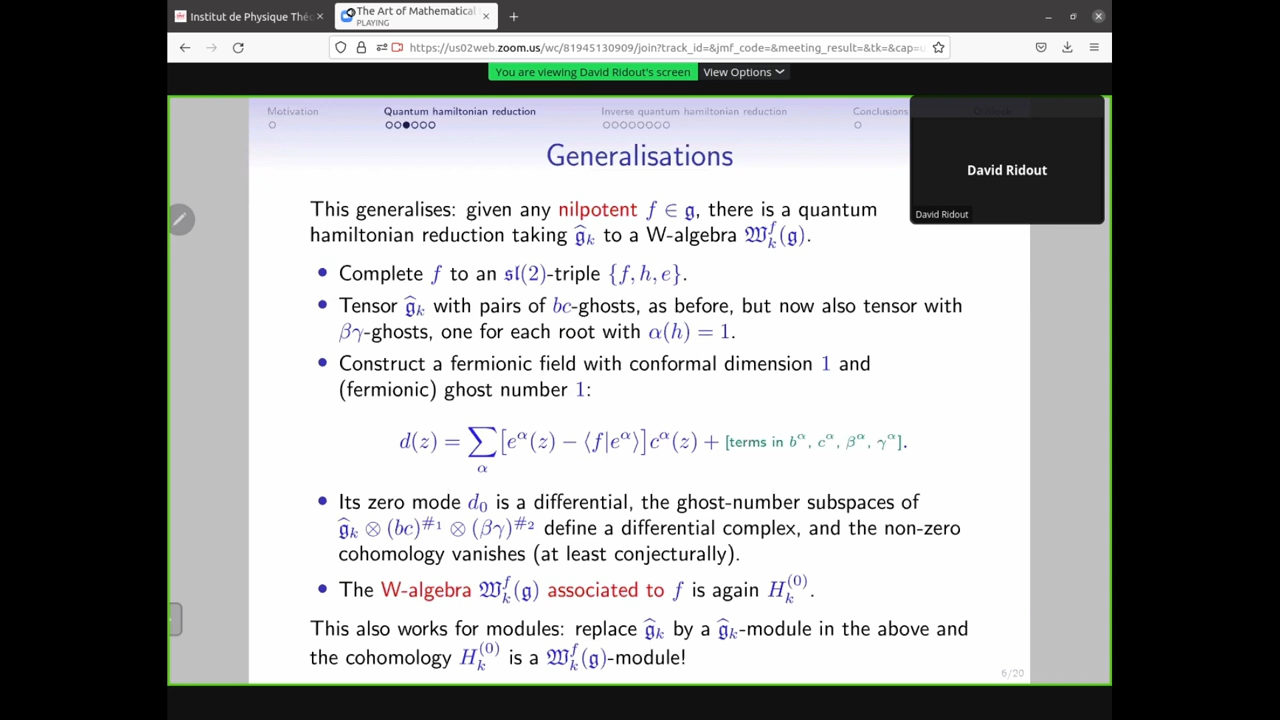 Institut de Physique Thé
The Art of Mathematical
PLAYING
https://us02web.zoom.us/wc/81945130909/join?track_id=&jmf_code=&meeting_result=&tk=&cap=
You are viewing David Ridout's screen
View Options
Motivation
Quantum hamiltonian reduction
Inverse quantum hamiltonian reduction
Conclusions
David Ridout
David Ridout
Generalisations
This generalises: given any nilpotent f ∈ 𝔤, there is a quantum
hamiltonian reduction taking 𝔤̂_k to a W-algebra 𝔚_k^f(𝔤).
• Complete f to an 𝔰𝔩(2)-triple {f, h, e}.
• Tensor 𝔤̂_k with pairs of bc-ghosts, as before, but now also tensor with
βγ-ghosts, one for each root with α(h) = 1.
• Construct a fermionic field with conformal dimension 1 and
(fermionic) ghost number 1:
d(z) = ∑_α [e^α(z) − ⟨f|e^α⟩]c^α(z) + [terms in b^α, c^α, β^α, γ^α].
• Its zero mode d_0 is a differential, the ghost-number subspaces of
𝔤̂_k ⊗ (bc)^{#1} ⊗ (βγ)^{#2} define a differential complex, and the non-zero
cohomology vanishes (at least conjecturally).
• The W-algebra 𝔚_k^f(𝔤) associated to f is again H_k^{(0)}.
This also works for modules: replace 𝔤̂_k by a 𝔤̂_k-module in the above and
the cohomology H_k^{(0)} is a 𝔚_k^f(𝔤)-module!
6/20